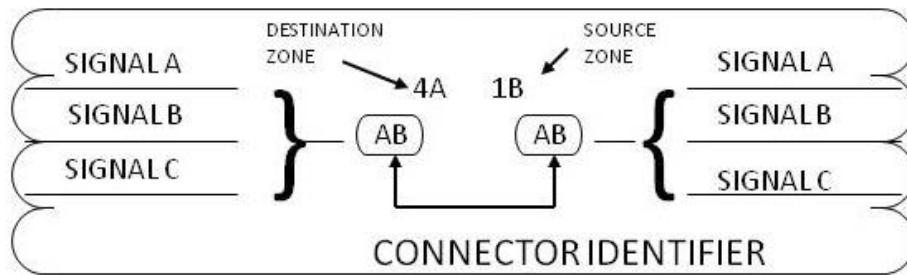 DESTINATION
ZONE
SOURCE
ZONE
SIGNAL A
4A
1B
SIGNAL A
SIGNAL B
AB
AB
SIGNAL B
SIGNAL C
SIGNAL C
CONNECTOR IDENTIFIER